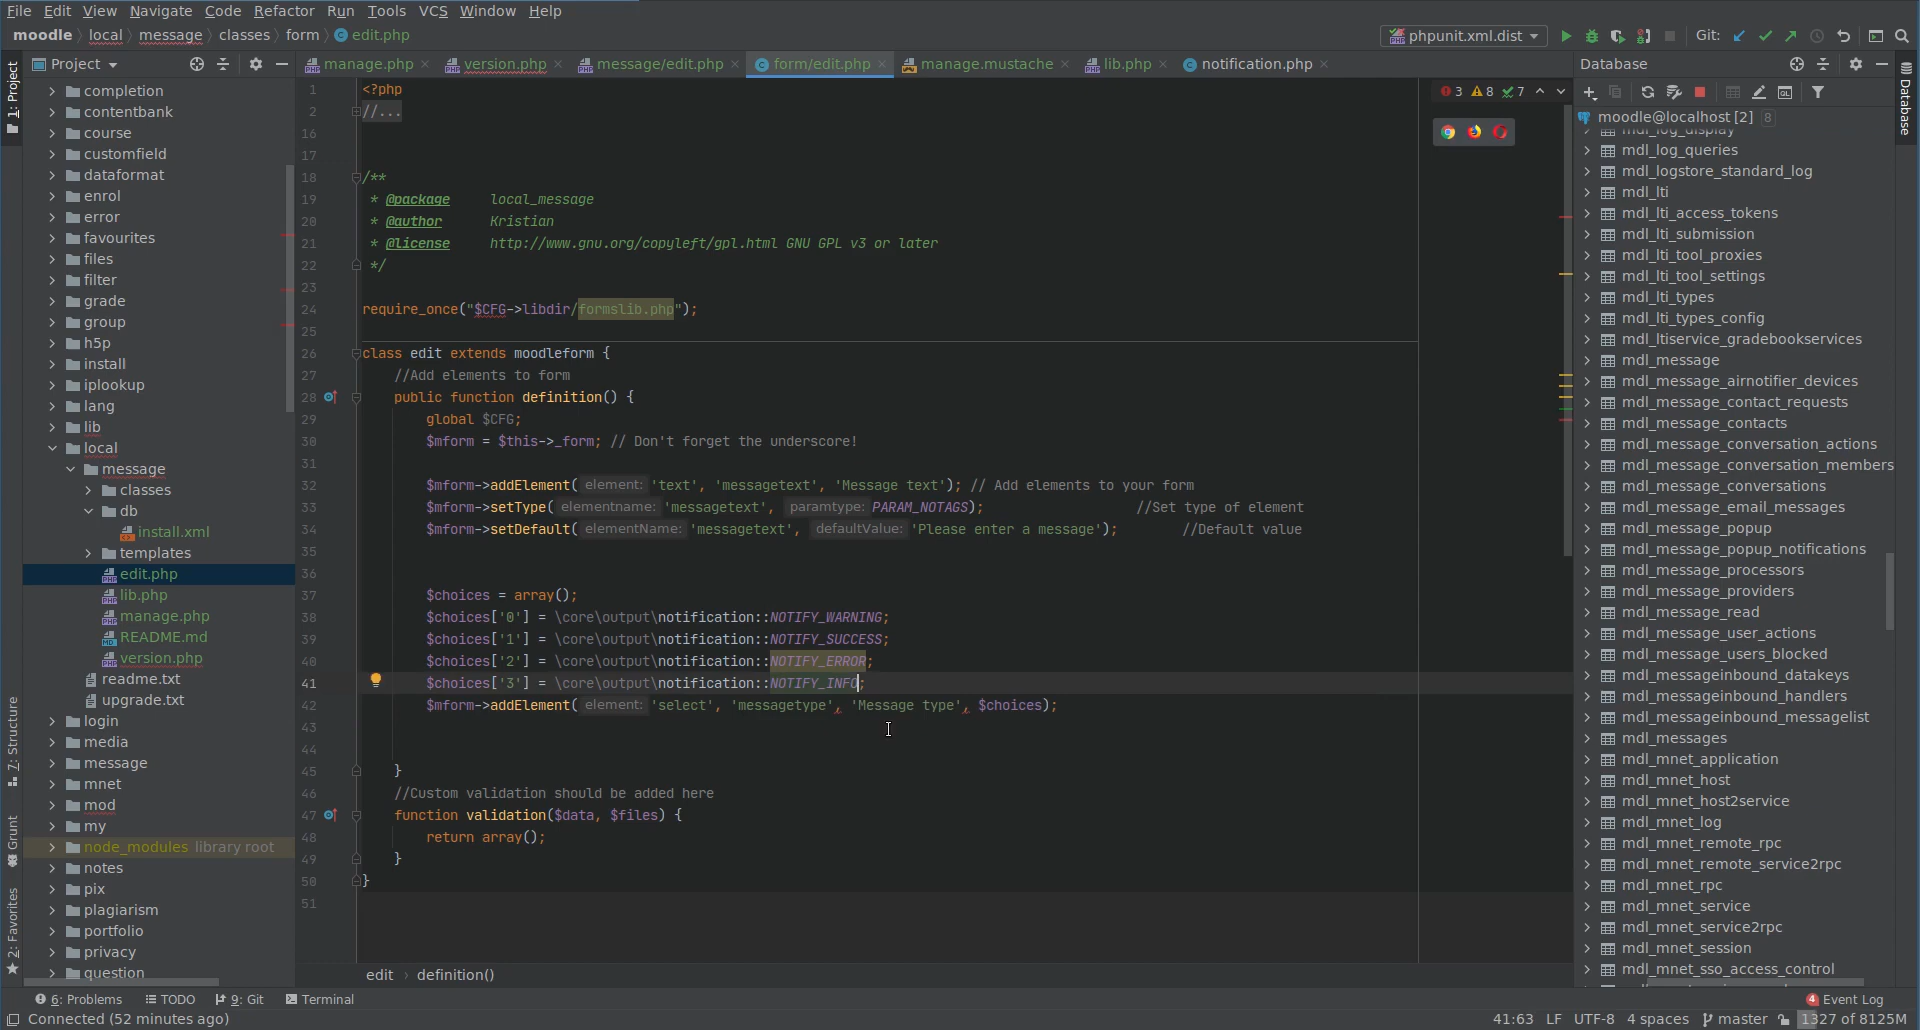 File Edit View Navigate Code Refactor Run Tools VCS Window Help
moodle local message classes form edit.php
phpunit.xml.dist Git:
1: Project
Project
manage.php version.php message/edit.php form/edit.php manage.mustache lib.php notification.php
Database
completion
contentbank
course
customfield
dataformat
enrol
error
favourites
files
filter
grade
group
h5p
install
iplookup
lang
lib
local
message
classes
db
install.xml
templates
edit.php
lib.php
manage.php
README.md
version.php
readme.txt
upgrade.txt
login
media
message
mnet
mod
my
node_modules library root
notes
pix
plagiarism
portfolio
privacy
question
7: Structure
Grunt
2: Favorites
1 <?php
2 //...
16
17
18 /**
19 * @package local_message
20 * @author Kristian
21 * @license http://www.gnu.org/copyleft/gpl.html GNU GPL v3 or later
22 */
23
24 require_once("$CFG->libdir/formslib.php");
25
26 class edit extends moodleform {
27 //Add elements to form
28 public function definition() {
29 global $CFG;
30 $mform = $this->_form; // Don't forget the underscore!
31
32 $mform->addElement( element: 'text', 'messagetext', 'Message text'); // Add elements to your form
33 $mform->setType( elementname: 'messagetext', paramtype: PARAM_NOTAGS); //Set type of element
34 $mform->setDefault( elementName: 'messagetext', defaultValue: 'Please enter a message'); //Default value
35
36
37 $choices = array();
38 $choices['0'] = \core\output\notification::NOTIFY_WARNING;
39 $choices['1'] = \core\output\notification::NOTIFY_SUCCESS;
40 $choices['2'] = \core\output\notification::NOTIFY_ERROR;
41 $choices['3'] = \core\output\notification::NOTIFY_INFO;
42 $mform->addElement( element: 'select', 'messagetype', 'Message type', $choices);
43
44
45 }
46 //Custom validation should be added here
47 function validation($data, $files) {
48 return array();
49 }
50 }
51
3 8 7
edit definition()
Database
moodle@localhost [2] 8
mdl_log_display
mdl_log_queries
mdl_logstore_standard_log
mdl_lti
mdl_lti_access_tokens
mdl_lti_submission
mdl_lti_tool_proxies
mdl_lti_tool_settings
mdl_lti_types
mdl_lti_types_config
mdl_ltiservice_gradebookservices
mdl_message
mdl_message_airnotifier_devices
mdl_message_contact_requests
mdl_message_contacts
mdl_message_conversation_actions
mdl_message_conversation_members
mdl_message_conversations
mdl_message_email_messages
mdl_message_popup
mdl_message_popup_notifications
mdl_message_processors
mdl_message_providers
mdl_message_read
mdl_message_user_actions
mdl_message_users_blocked
mdl_messageinbound_datakeys
mdl_messageinbound_handlers
mdl_messageinbound_messagelist
mdl_messages
mdl_mnet_application
mdl_mnet_host
mdl_mnet_host2service
mdl_mnet_log
mdl_mnet_remote_rpc
mdl_mnet_remote_service2rpc
mdl_mnet_rpc
mdl_mnet_service
mdl_mnet_service2rpc
mdl_mnet_session
mdl_mnet_sso_access_control
6: Problems TODO 9: Git Terminal 4 Event Log
Connected (52 minutes ago) 41:63 LF UTF-8 4 spaces master 1327 of 8125M